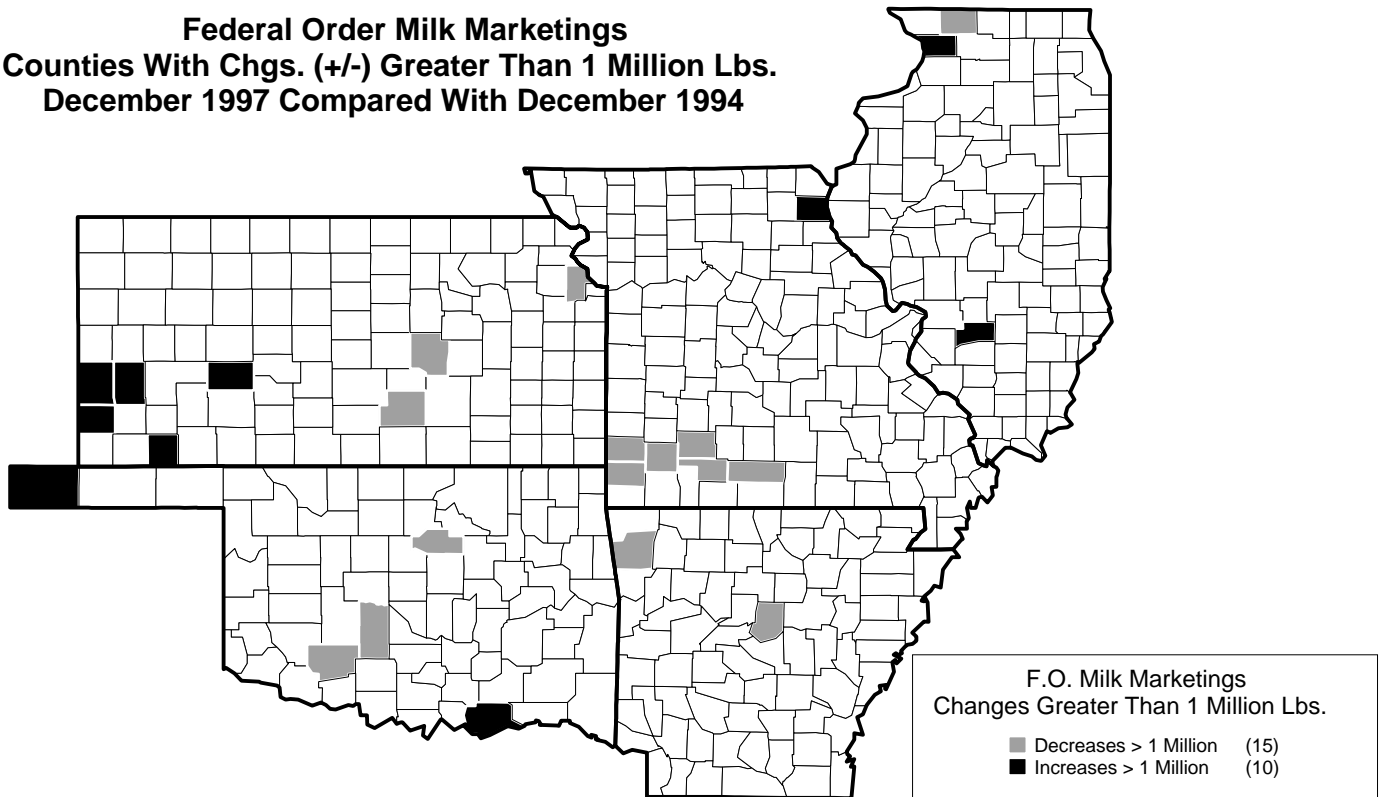 Federal Order Milk Marketings
Counties With Chgs. (+/-) Greater Than 1 Million Lbs.
December 1997 Compared With December 1994
F.O. Milk Marketings
Changes Greater Than 1 Million Lbs.
Decreases > 1 Million (15)
Increases > 1 Million (10)